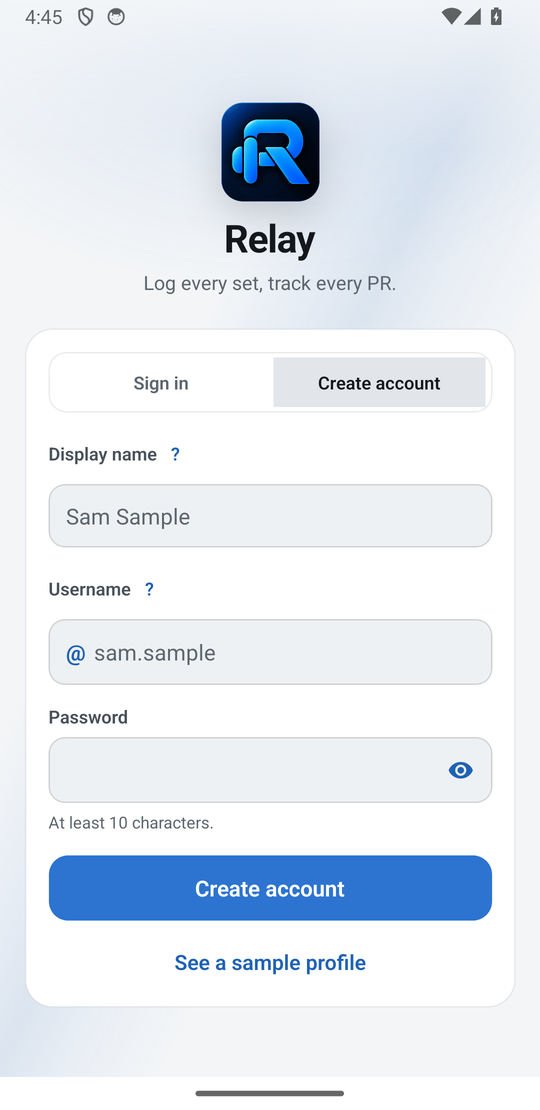 4:45
Relay
Log every set, track every PR.
Sign in
Create account
Display name ?
Sam Sample
Username ?
@ sam.sample
Password
At least 10 characters.
Create account
See a sample profile